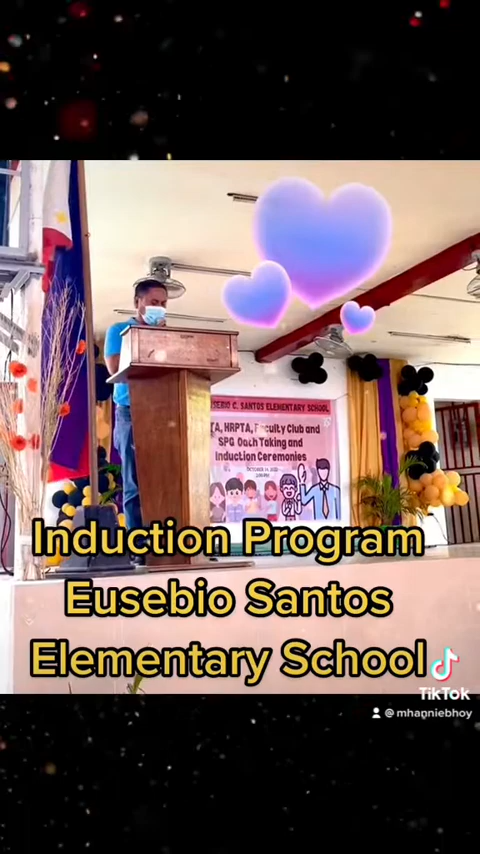 C. SANTOS ELEMENTARY SCHOOL
HRPTA, Faculty Club and
SPG Oath Taking and
Induction Ceremonies
Induction Program
Eusebio Santos
Elementary School
TikTok
@mhanniebhoy